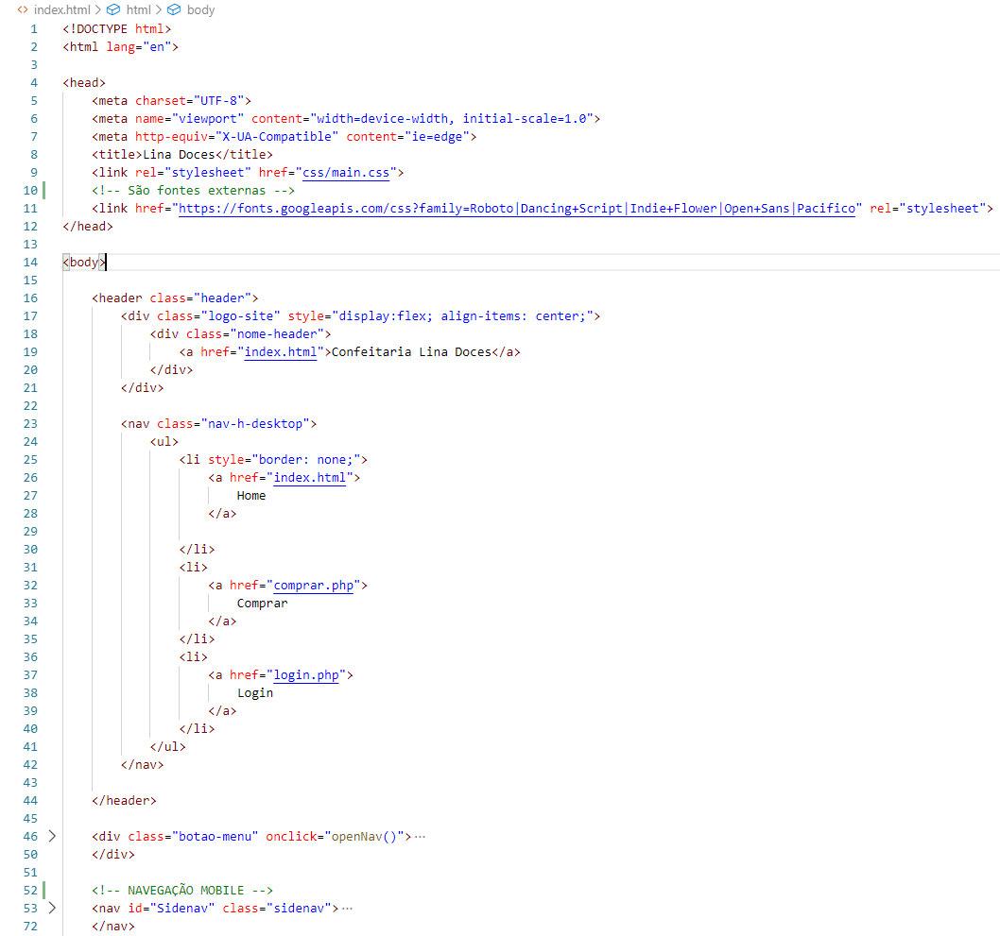 index.html > html > body
1 <!DOCTYPE html>
2 <html lang="en">
3
4 <head>
5 <meta charset="UTF-8">
6 <meta name="viewport" content="width=device-width, initial-scale=1.0">
7 <meta http-equiv="X-UA-Compatible" content="ie=edge">
8 <title>Lina Doces</title>
9 <link rel="stylesheet" href="css/main.css">
10 <!-- São fontes externas -->
11 <link href="https://fonts.googleapis.com/css?family=Roboto|Dancing+Script|Indie+Flower|Open+Sans|Pacifico" rel="stylesheet">
12 </head>
13
14 <body>
15
16 <header class="header">
17 <div class="logo-site" style="display:flex; align-items: center;">
18 <div class="nome-header">
19 <a href="index.html">Confeitaria Lina Doces</a>
20 </div>
21 </div>
22
23 <nav class="nav-h-desktop">
24 <ul>
25 <li style="border: none;">
26 <a href="index.html">
27 Home
28 </a>
29
30 </li>
31 <li>
32 <a href="comprar.php">
33 Comprar
34 </a>
35 </li>
36 <li>
37 <a href="login.php">
38 Login
39 </a>
40 </li>
41 </ul>
42 </nav>
43
44 </header>
45
46 <div class="botao-menu" onclick="openNav()">···
50 </div>
51
52 <!-- NAVEGAÇÃO MOBILE -->
53 <nav id="Sidenav" class="sidenav">···
72 </nav>